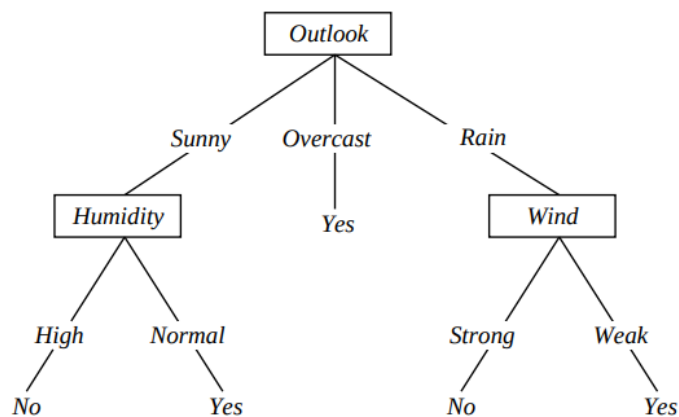 Outlook
Sunny Overcast Rain
Humidity Yes Wind
High Normal Strong Weak
No Yes No Yes